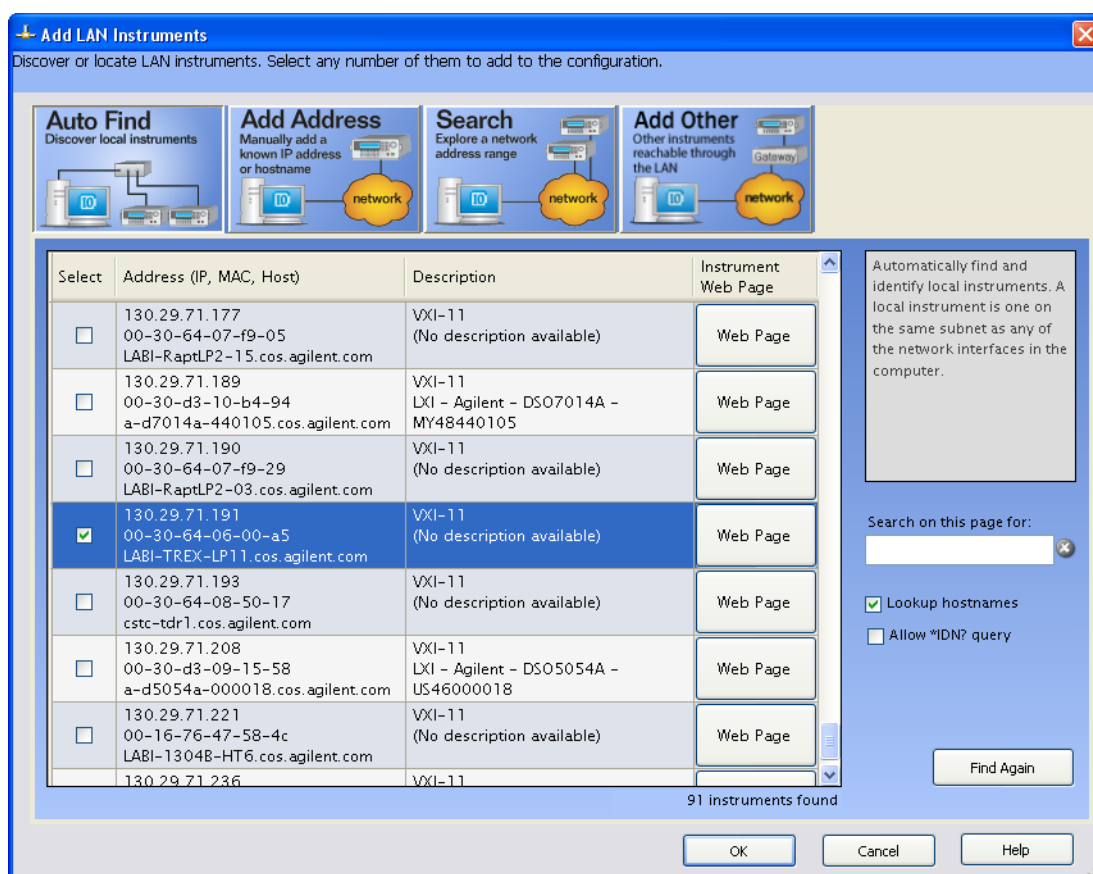 Add LAN Instruments
Discover or locate LAN instruments. Select any number of them to add to the configuration.
Auto Find
Discover local instruments
IO
Add Address
Manually add a
known IP address
or hostname
IO
network
Search
Explore a network
address range
IO
network
Add Other
Other instruments
reachable through
the LAN
Gateway
IO
network
Select
Address (IP, MAC, Host)
Description
Instrument
Web Page
130.29.71.177
00-30-64-07-f9-05
LABI-RaptLP2-15.cos.agilent.com
VXI-11
(No description available)
Web Page
130.29.71.189
00-30-d3-10-b4-94
a-d7014a-440105.cos.agilent.com
VXI-11
LXI - Agilent - DSO7014A -
MY48440105
Web Page
130.29.71.190
00-30-64-07-f9-29
LABI-RaptLP2-03.cos.agilent.com
VXI-11
(No description available)
Web Page
130.29.71.191
00-30-64-06-00-a5
LABI-TREX-LP11.cos.agilent.com
VXI-11
(No description available)
Web Page
130.29.71.193
00-30-64-08-50-17
cstc-tdr1.cos.agilent.com
VXI-11
(No description available)
Web Page
130.29.71.208
00-30-d3-09-15-58
a-d5054a-000018.cos.agilent.com
VXI-11
LXI - Agilent - DSO5054A -
US46000018
Web Page
130.29.71.221
00-16-76-47-58-4c
LABI-1304B-HT6.cos.agilent.com
VXI-11
(No description available)
Web Page
130.29.71.236
VXI-11
91 instruments found
Automatically find and
identify local instruments. A
local instrument is one on
the same subnet as any of
the network interfaces in the
computer.
Search on this page for:
Lookup hostnames
Allow *IDN? query
Find Again
OK
Cancel
Help